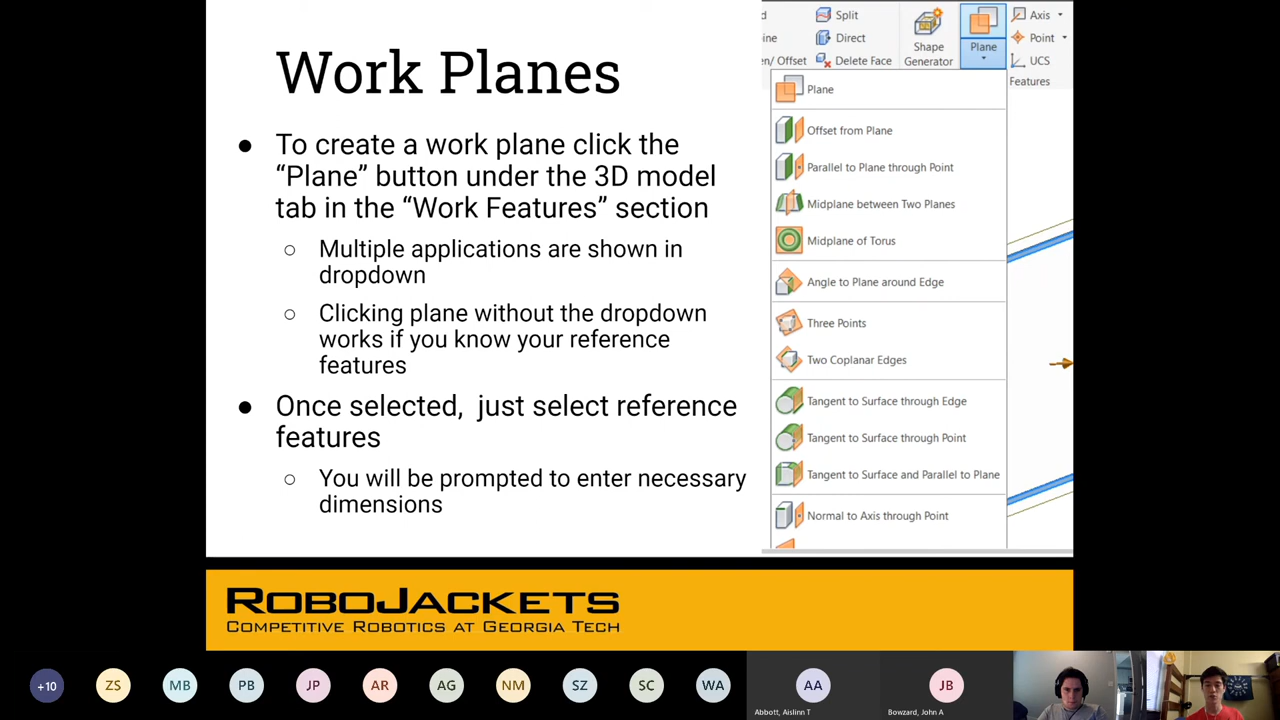 Work Planes
● To create a work plane click the
“Plane” button under the 3D model
tab in the “Work Features” section
○ Multiple applications are shown in
dropdown
○ Clicking plane without the dropdown
works if you know your reference
features
● Once selected,  just select reference
features
○ You will be prompted to enter necessary
dimensions
Split
Direct
en/ Offset
Delete Face
Shape
Generator
Plane
Axis
Point
UCS
Features
Plane
Offset from Plane
Parallel to Plane through Point
Midplane between Two Planes
Midplane of Torus
Angle to Plane around Edge
Three Points
Two Coplanar Edges
Tangent to Surface through Edge
Tangent to Surface through Point
Tangent to Surface and Parallel to Plane
Normal to Axis through Point
ROBOJACKETS
COMPETITIVE ROBOTICS AT GEORGIA TECH
+10 ZS MB PB JP AR AG NM SZ SC WA AA JB
Abbott, Aislinn T
Bowzard, John A